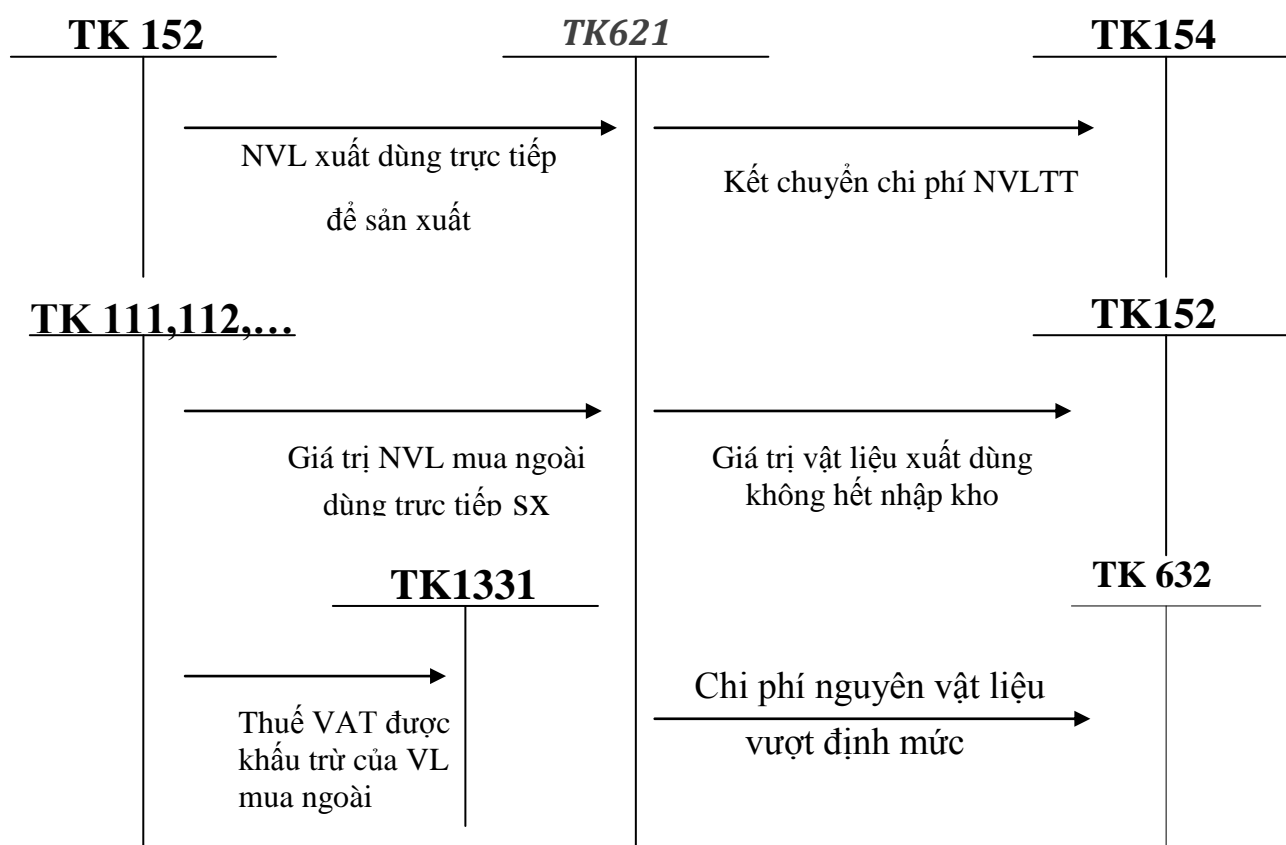 TK 152
TK621
TK154
NVL xuất dùng trực tiếp
để sản xuất
Kết chuyển chi phí NVLTT
TK 111,112,…
TK152
Giá trị NVL mua ngoài
dùng trực tiếp SX
Giá trị vật liệu xuất dùng
không hết nhập kho
TK1331
TK 632
Thuế VAT được
khấu trừ của VL
mua ngoài
Chi phí nguyên vật liệu
vượt định mức